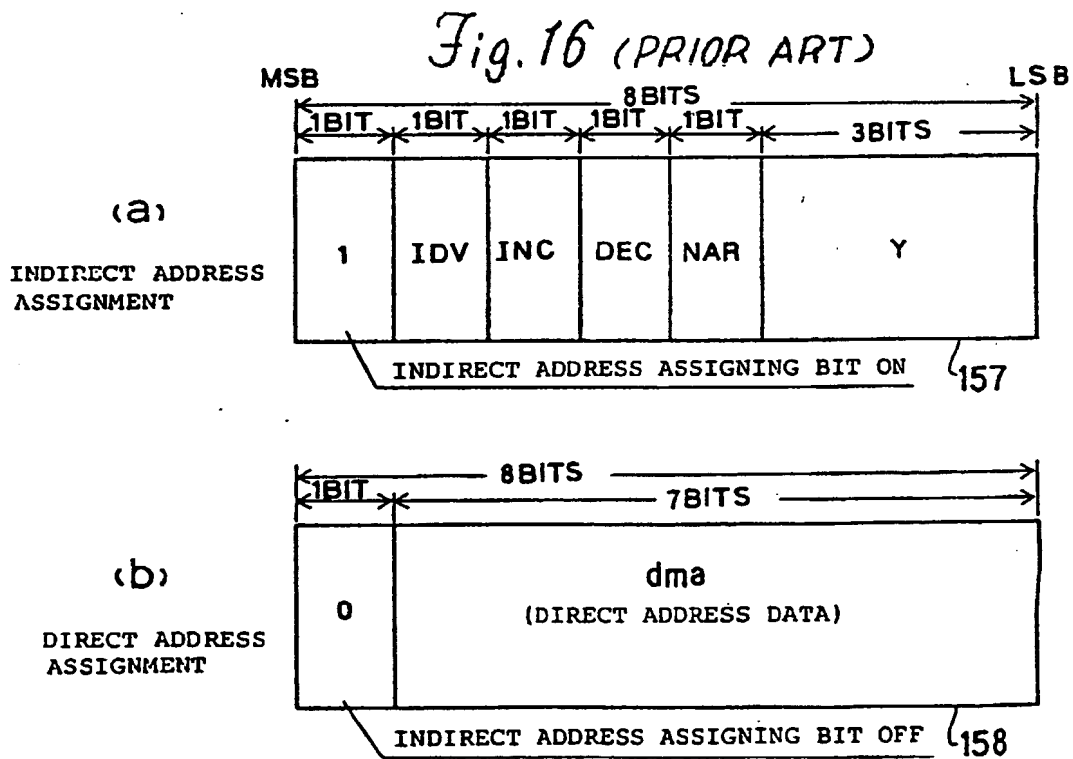 Fig. 16 (PRIOR ART)
MSB LSB
8BITS
1BIT 1BIT 1BIT 1BIT 1BIT 3BITS
(a)
INDIRECT ADDRESS
ASSIGNMENT
1 IDV INC DEC NAR Y
INDIRECT ADDRESS ASSIGNING BIT ON
157
8BITS
1BIT 7BITS
(b)
DIRECT ADDRESS
ASSIGNMENT
0
dma
(DIRECT ADDRESS DATA)
INDIRECT ADDRESS ASSIGNING BIT OFF
158